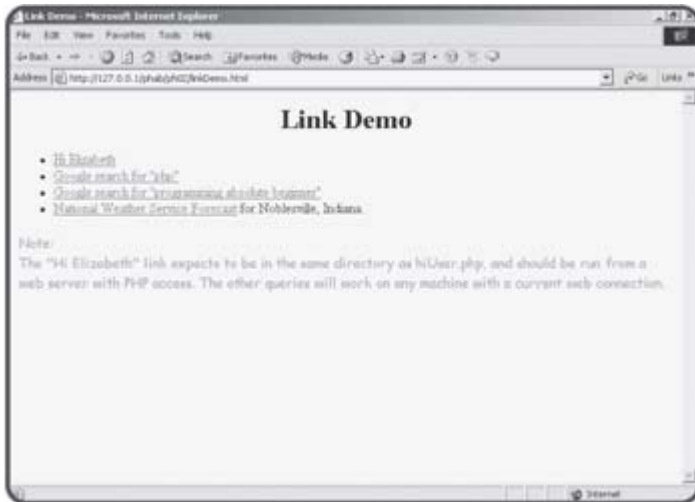 Link Demo - Microsoft Internet Explorer
File Edit View Favorites Tools Help
Back Search Favorites Media
Address http://127.0.0.1/phab/ph02/linkDemo.html Go Links
Link Demo
• Hi Elizabeth
• Google search for "php"
• Google search for "programming absolute beginner"
• National Weather Service Forecast for Noblesville, Indiana
Note:
The "Hi Elizabeth" link expects to be in the same directory as hiUser.php, and should be run from a
web server with PHP access. The other queries will work on any machine with a current web connection.
Internet